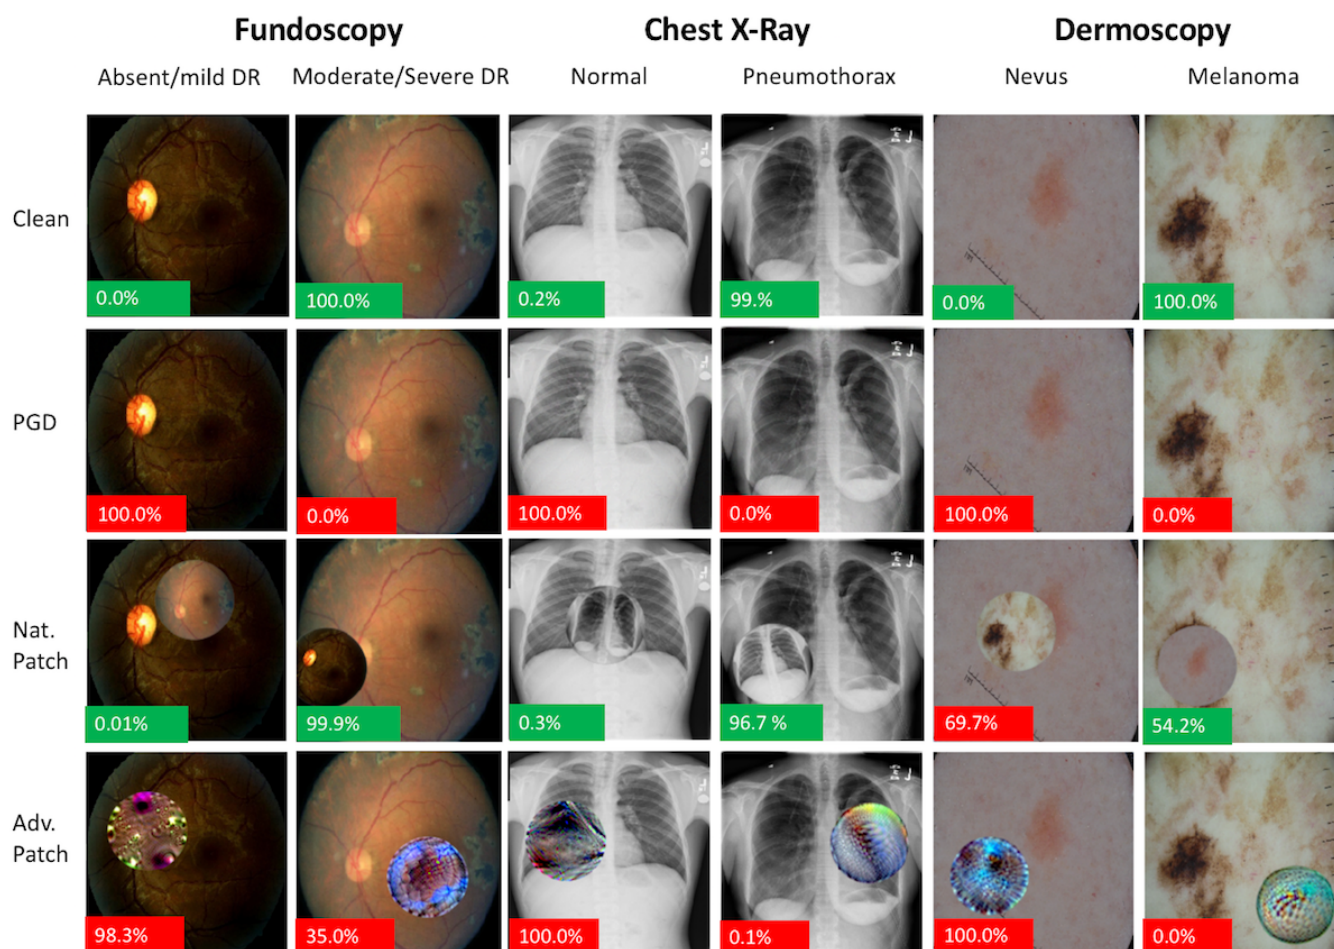 Fundoscopy Chest X-Ray Dermoscopy
Absent/mild DR Moderate/Severe DR Normal Pneumothorax Nevus Melanoma
Clean
0.0% 100.0% 0.2% 99.% 0.0% 100.0%
PGD
100.0% 0.0% 100.0% 0.0% 100.0% 0.0%
Nat.
Patch
0.01% 99.9% 0.3% 96.7 % 69.7% 54.2%
Adv.
Patch
98.3% 35.0% 100.0% 0.1% 100.0% 0.0%